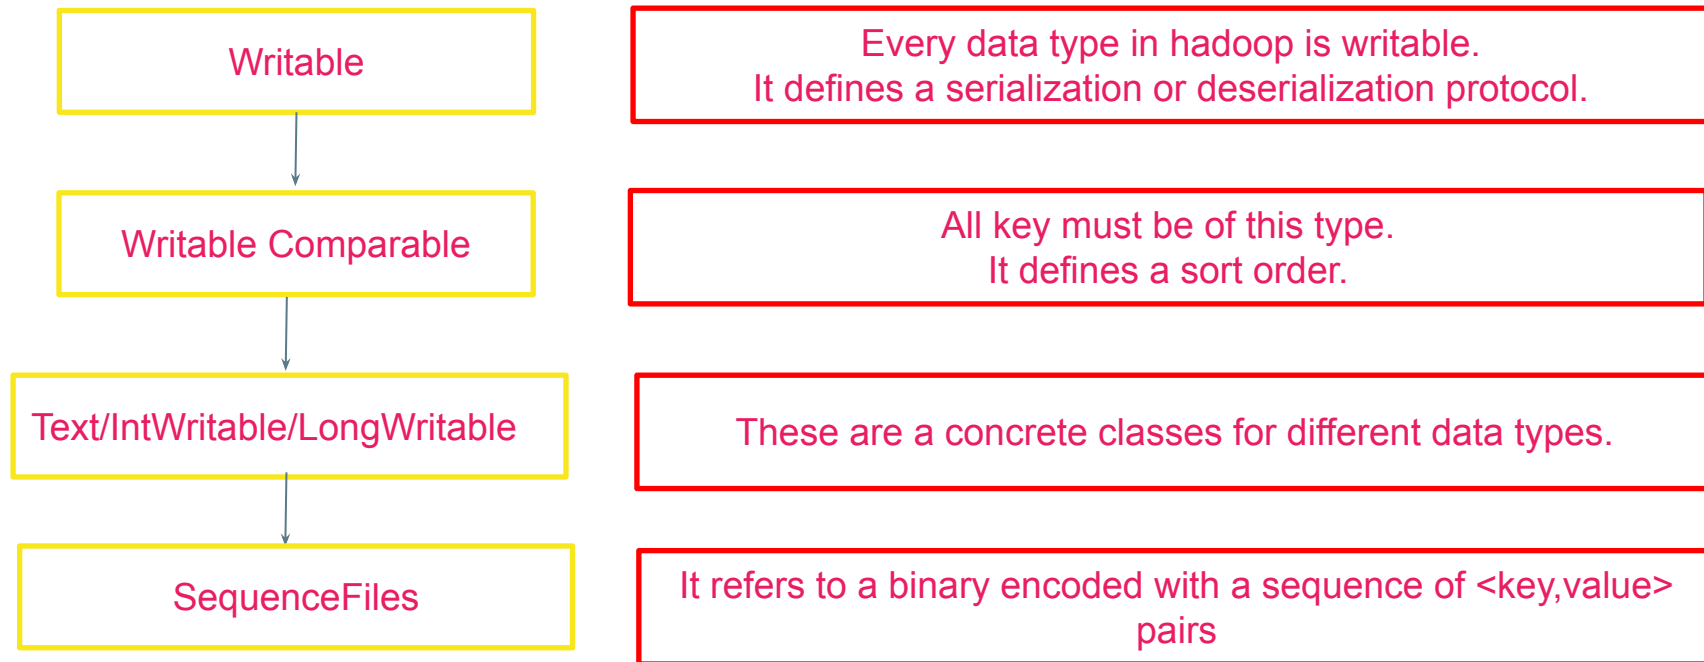 Writable
Every data type in hadoop is writable.
It defines a serialization or deserialization protocol.
Writable Comparable
All key must be of this type.
It defines a sort order.
Text/IntWritable/LongWritable
These are a concrete classes for different data types.
SequenceFiles
It refers to a binary encoded with a sequence of <key,value>
pairs